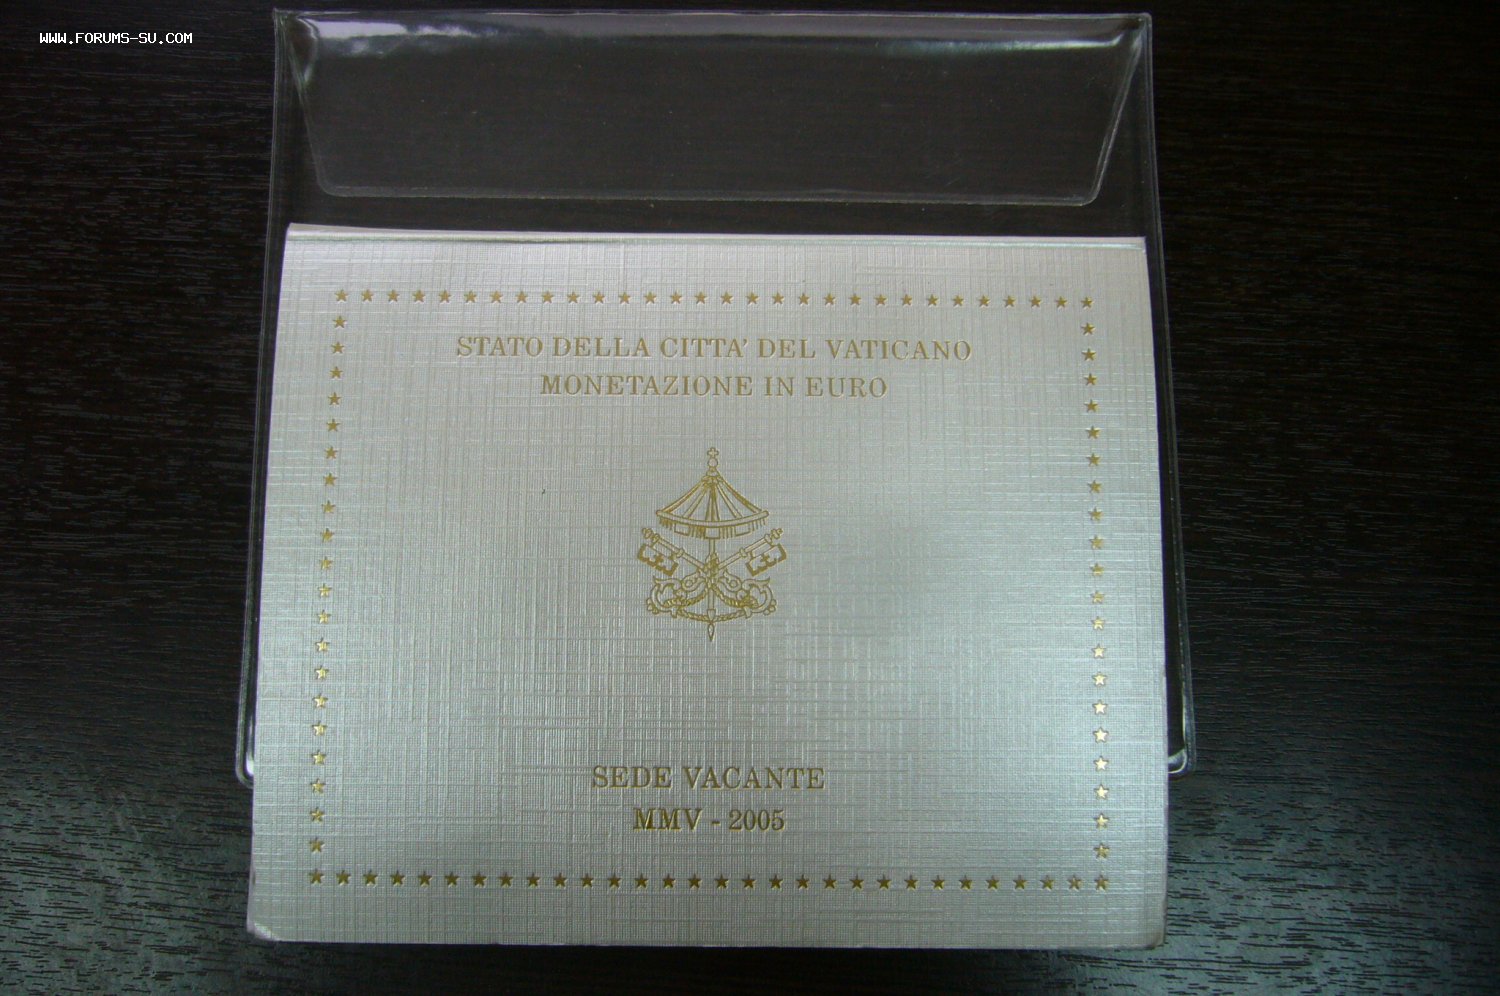 WWW.FORUMS-SU.COM
STATO DELLA CITTA' DEL VATICANO
MONETAZIONE IN EURO
SEDE VACANTE
MMV - 2005